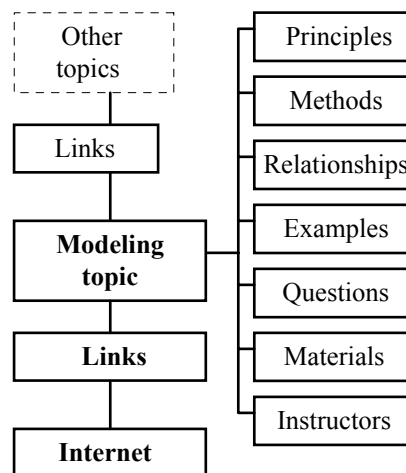 Other
topics
Links
Modeling
topic
Links
Internet
Principles
Methods
Relationships
Examples
Questions
Materials
Instructors